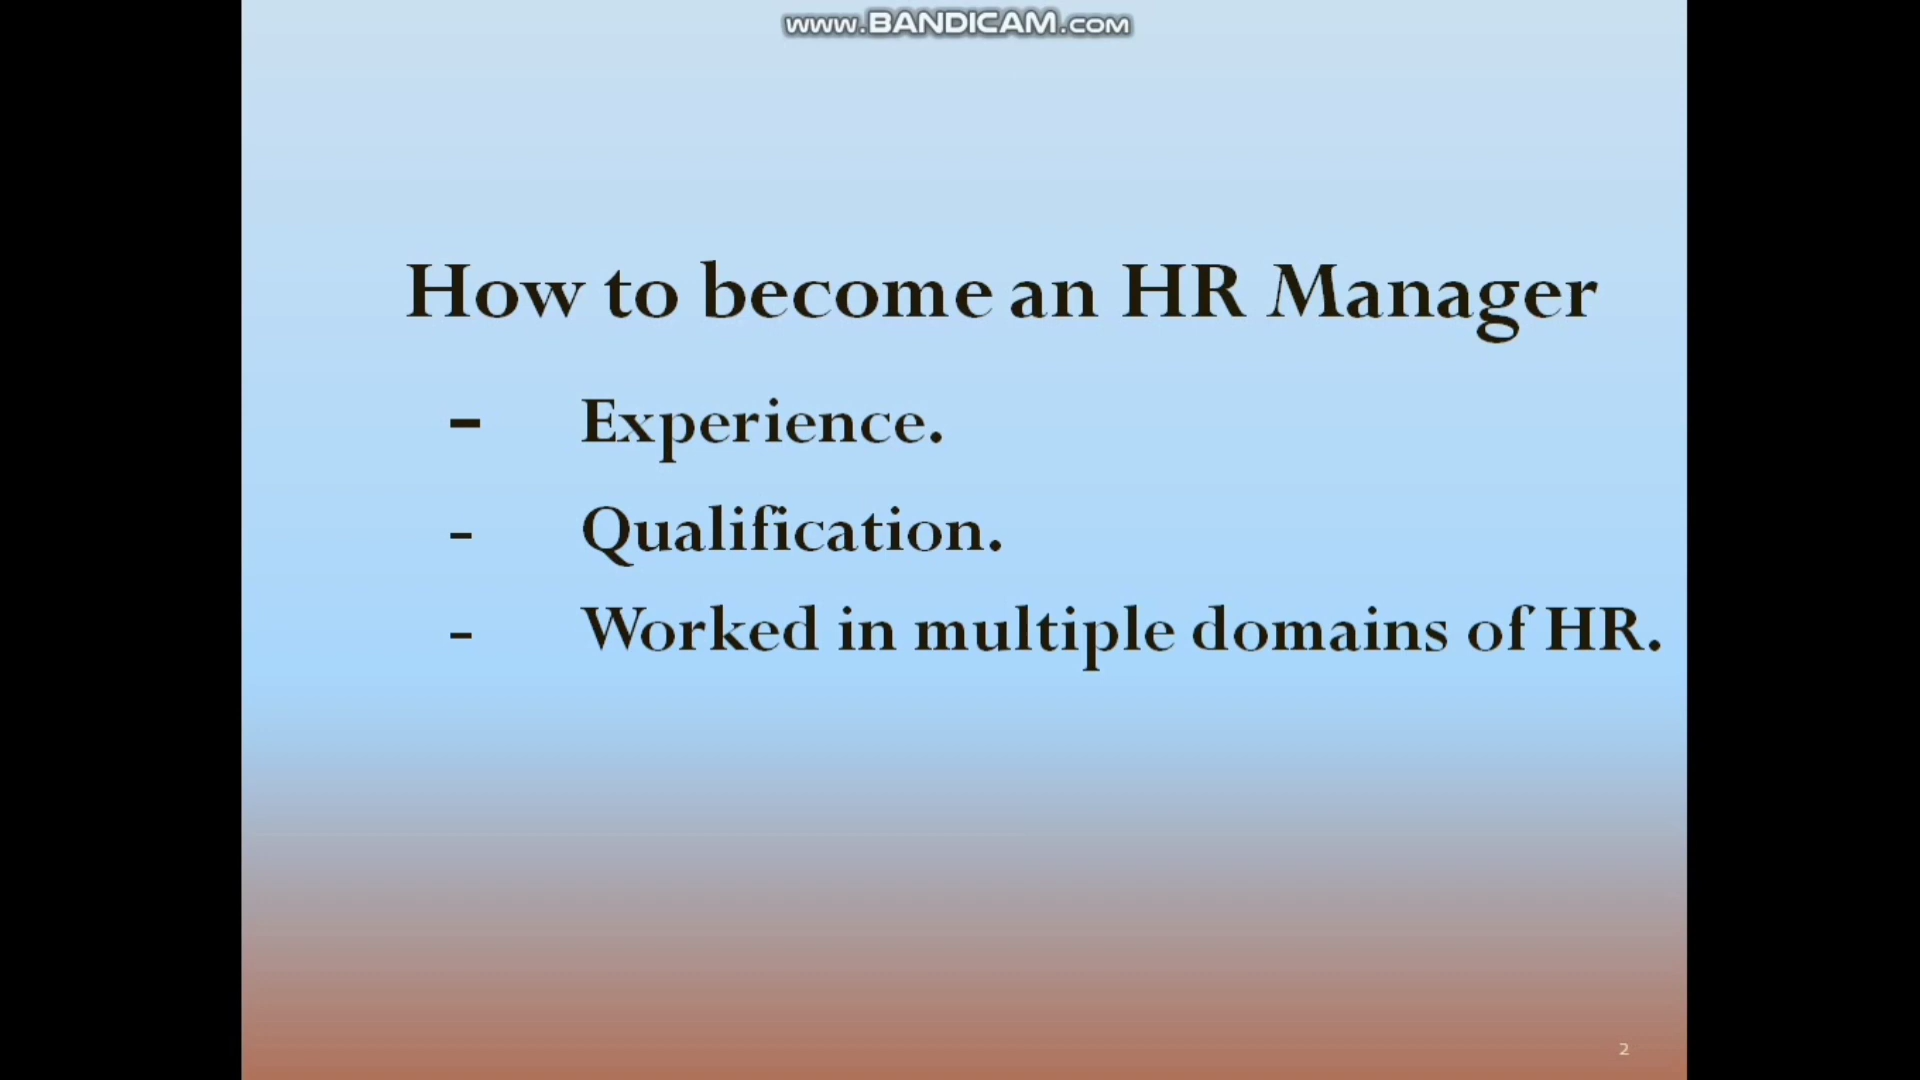 www.BANDICAM.com
How to become an HR Manager
- Experience.
- Qualification.
- Worked in multiple domains of HR.
2